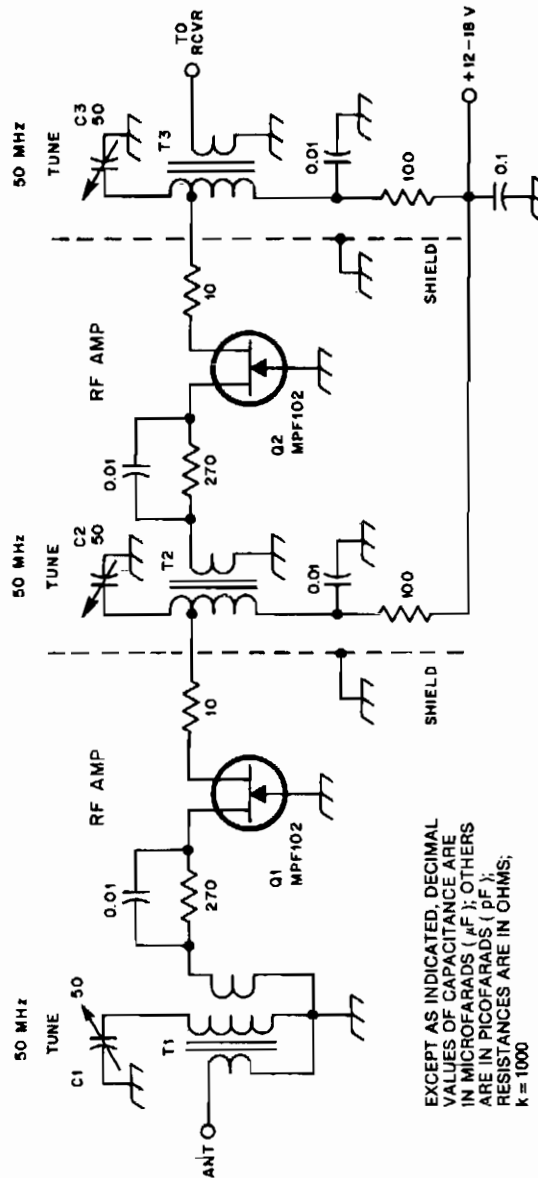 50 MHz
TUNE
C1
50
T1
ANT
0.01
270
RF AMP
Q1
MPF102
10
SHIELD
50 MHz
TUNE
C2
50
T2
0.01
100
0.01
270
RF AMP
Q2
MPF102
10
SHIELD
50 MHz
TUNE
C3
50
T3
TO
RCVR
0.01
100
0.1
+12-18 V
EXCEPT AS INDICATED, DECIMAL
VALUES OF CAPACITANCE ARE
IN MICROFARADS ( µF ); OTHERS
ARE IN PICOFARADS ( pF );
RESISTANCES ARE IN OHMS;
k = 1000